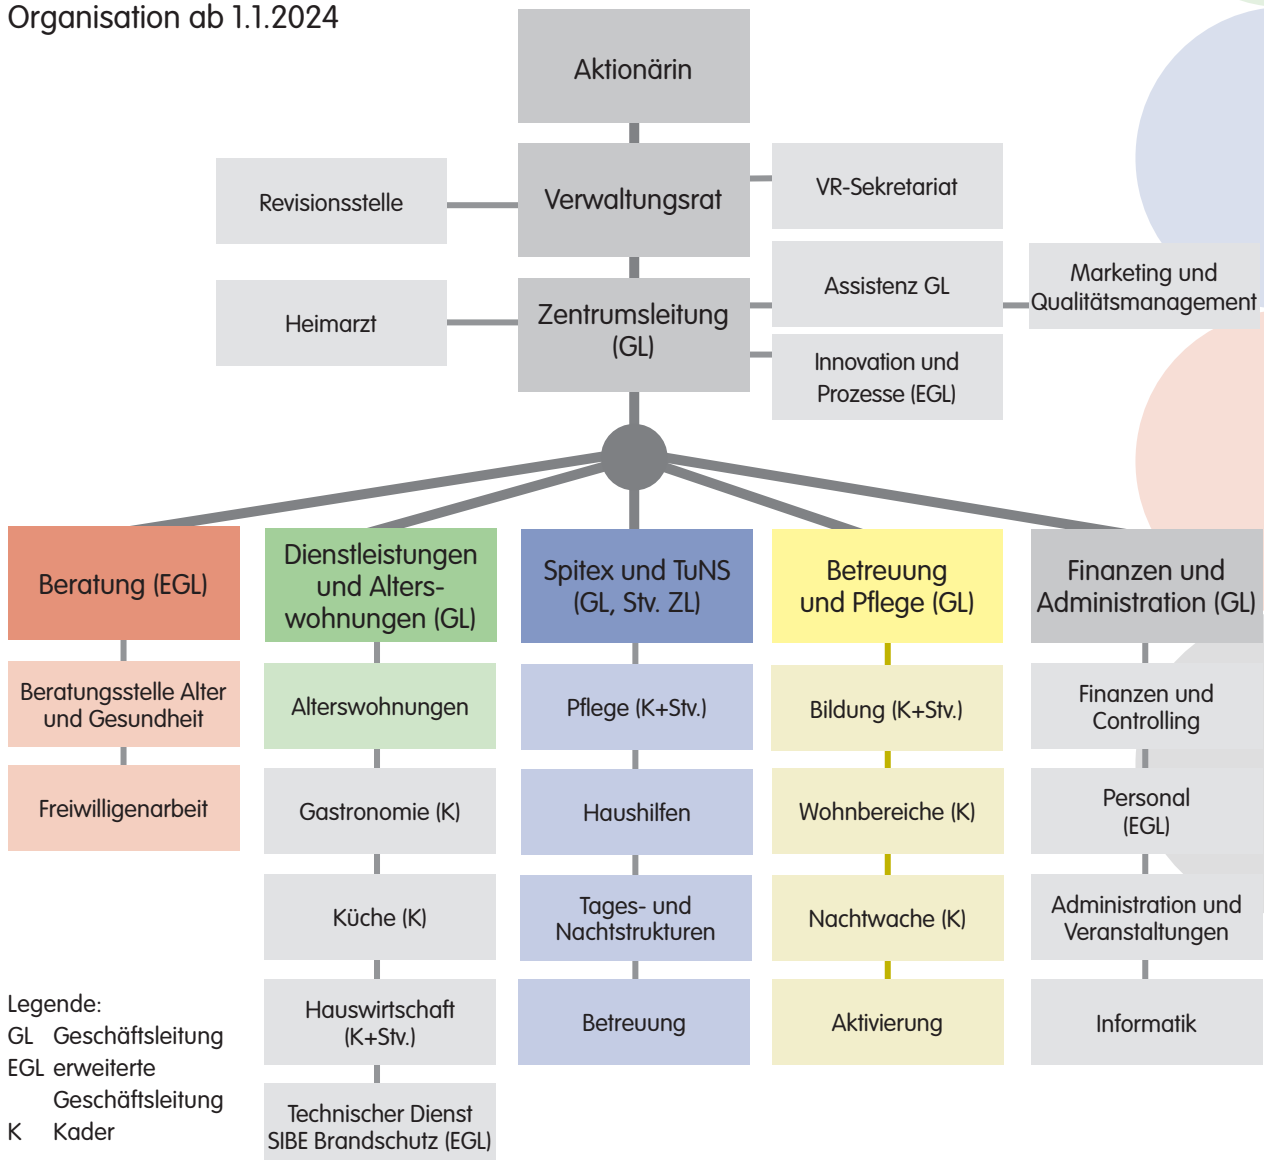 Organisation ab 1.1.2024
Aktionärin
Revisionsstelle
Verwaltungsrat
VR-Sekretariat
Heimarzt
Zentrumsleitung
(GL)
Assistenz GL
Marketing und
Qualitätsmanagement
Innovation und
Prozesse (EGL)
Beratung (EGL)
Beratungsstelle Alter
und Gesundheit
Freiwilligenarbeit
Dienstleistungen
und Alters-
wohnungen (GL)
Alterswohnungen
Gastronomie (K)
Küche (K)
Hauswirtschaft
(K+Stv.)
Technischer Dienst
SIBE Brandschutz (EGL)
Spitex und TuNS
(GL, Stv. ZL)
Pflege (K+Stv.)
Haushilfen
Tages- und
Nachtstrukturen
Betreuung
Betreuung
und Pflege (GL)
Bildung (K+Stv.)
Wohnbereiche (K)
Nachtwache (K)
Aktivierung
Finanzen und
Administration (GL)
Finanzen und
Controlling
Personal
(EGL)
Administration und
Veranstaltungen
Informatik
Legende:
GL Geschäftsleitung
EGL erweiterte
Geschäftsleitung
K Kader